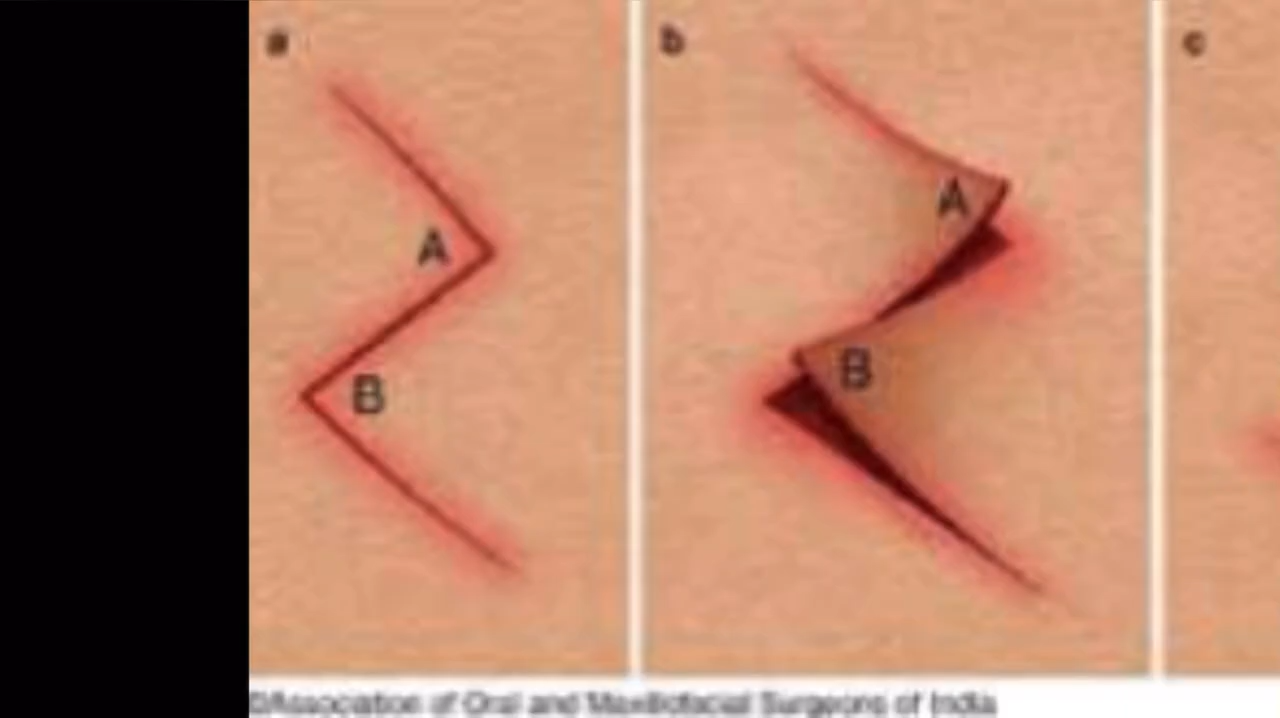 a b c
A A
B B
©Association of Oral and Maxillofacial Surgeons of India